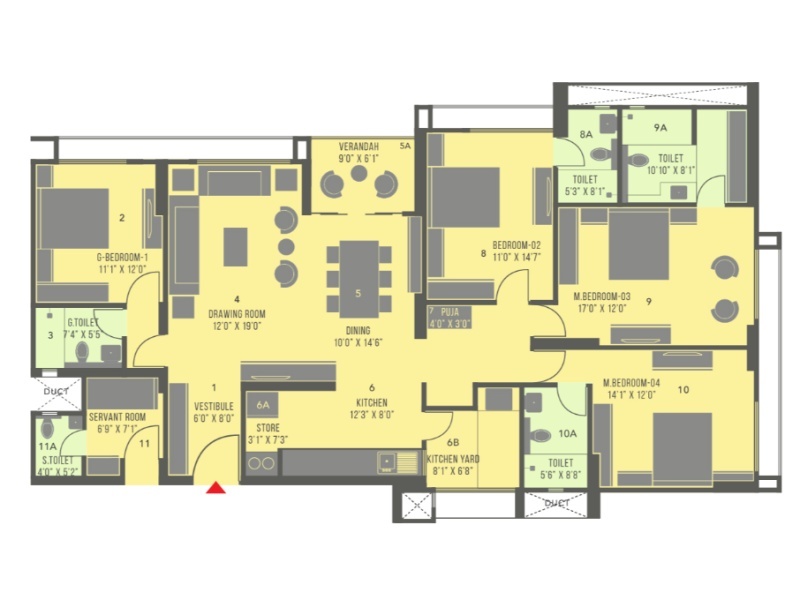 VERANDAH
9'0" X 6'1"
5A
8A
9A
TOILET
5'3" X 8'1"
TOILET
10'10" X 8'1"
2
G-BEDROOM-1
11'1" X 12'0"
8
BEDROOM-02
11'0" X 14'7"
4
DRAWING ROOM
12'0" X 19'0"
5
DINING
10'0" X 14'6"
M.BEDROOM-03
17'0" X 12'0"
9
3
G.TOILET
7'4" X 5'5"
7
PUJA
4'0" X 3'0"
DUCT
1
VESTIBULE
6'0" X 8'0"
6
KITCHEN
12'3" X 8'0"
M.BEDROOM-04
14'1" X 12'0"
10
SERVANT ROOM
6'9" X 7'1"
11
6A
STORE
3'1" X 7'3"
6B
KITCHEN YARD
8'1" X 6'8"
10A
TOILET
5'6" X 8'8"
11A
S.TOILET
4'0" X 5'2"
DUCT